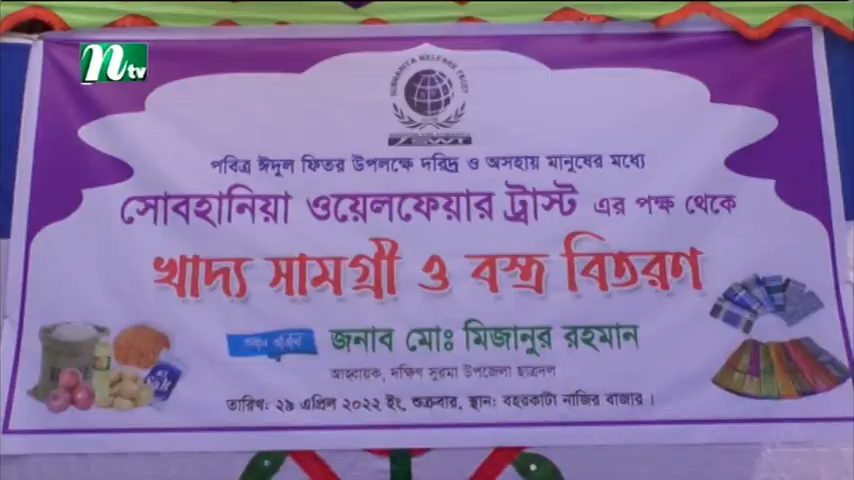 ntv
SUBHANIYA WELFARE TRUST
পবিত্র ঈদুল ফিতর উপলক্ষে দরিদ্র ও অসহায় মানুষের মধ্যে
সোবহানিয়া ওয়েলফেয়ার ট্রাস্ট এর পক্ষ থেকে
খাদ্য সামগ্রী ও বস্ত্র বিতরণ
জনাব মোঃ মিজানুর রহমান
আহ্বায়ক, দক্ষিণ সুরমা উপজেলা ছাত্রদল
তারিখ: ২৯ এপ্রিল ২০২২ ইং, শুক্রবার, স্থান: বহরকাটা নাজির বাজার।